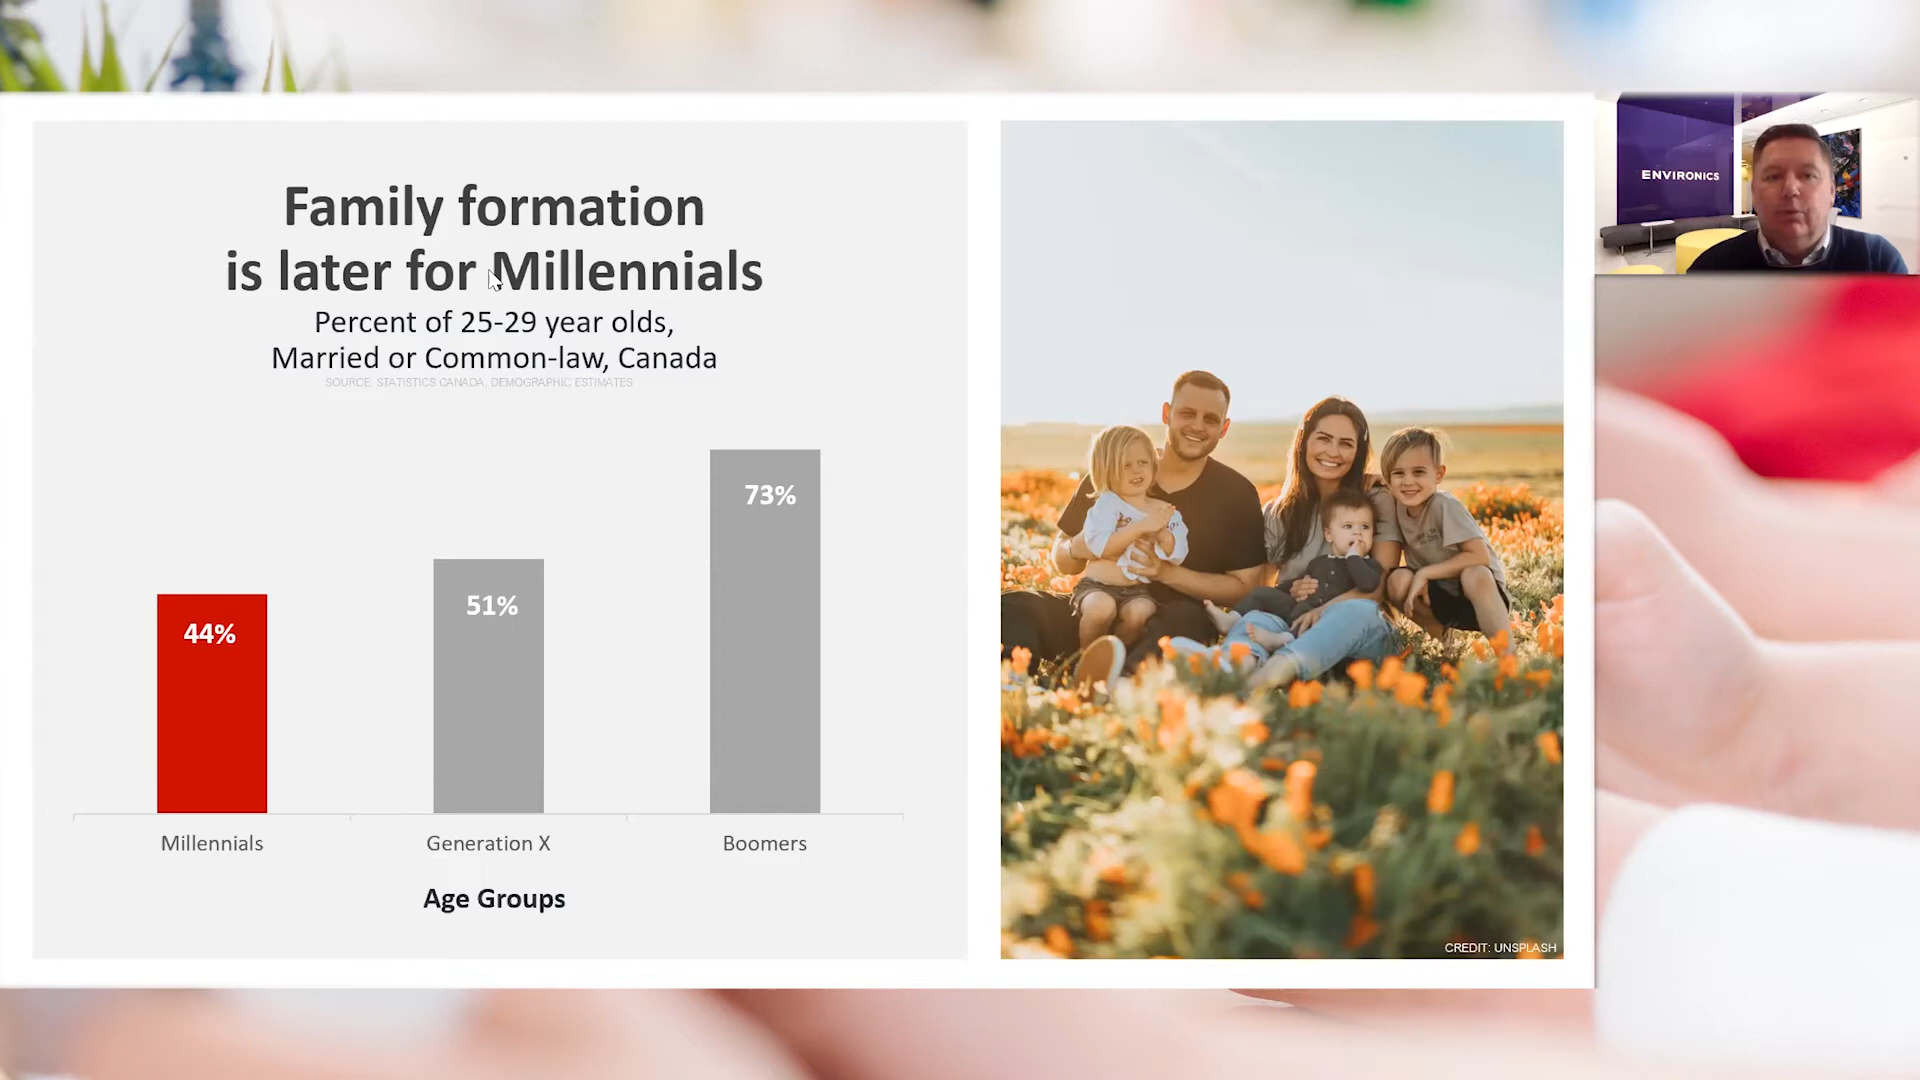 Family formation
is later for Millennials
Percent of 25-29 year olds,
Married or Common-law, Canada
SOURCE: STATISTICS CANADA, DEMOGRAPHIC ESTIMATES
44%
51%
73%
Millennials
Generation X
Boomers
Age Groups
CREDIT: UNSPLASH
ENVIRONICS